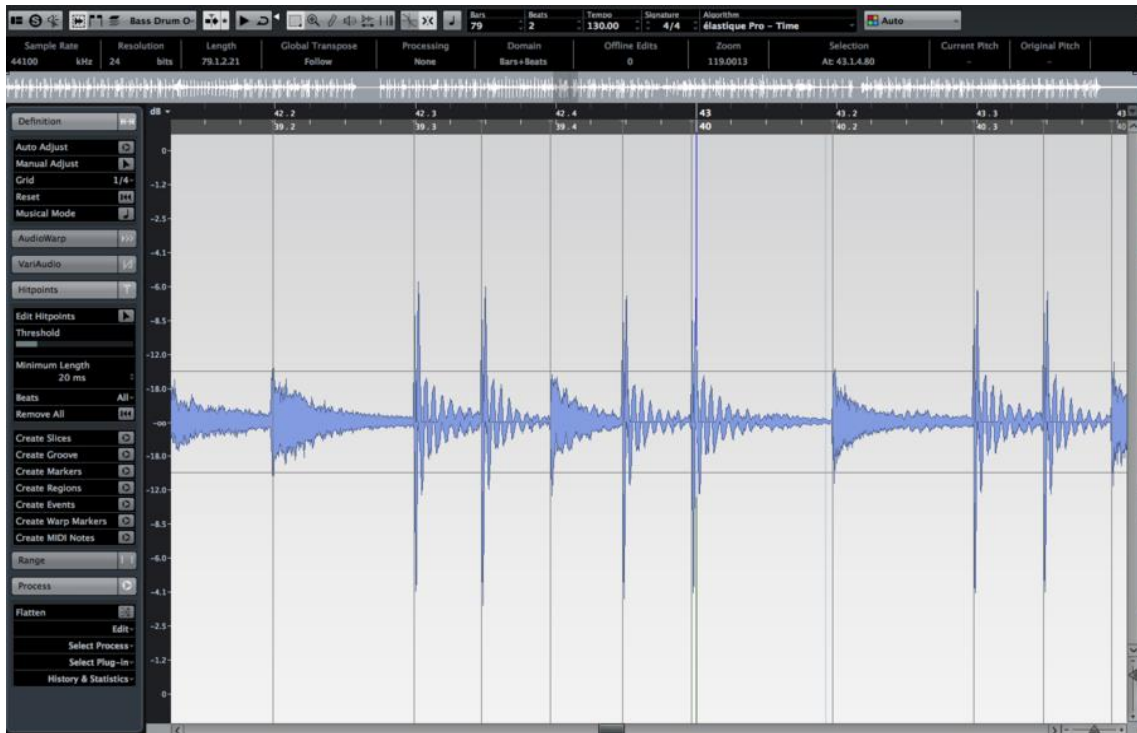 Bass Drum O-
Bars Beats Tempo Signature Algorithm
79 2 130.00 4/4 élastique Pro – Time
Auto
Sample Rate Resolution Length Global Transpose Processing Domain Offline Edits Zoom Selection Current Pitch Original Pitch
44100 kHz 24 bits 79.1.2.21 Follow None Bars+Beats 0 119.0013 At: 43.1.4.80 - -
dB 42.2 42.3 42.4 43 43.2 43.3 43
39.2 39.3 39.4 40 40.2 40.3 40
Definition
Auto Adjust
Manual Adjust
Grid 1/4-
Reset
Musical Mode
AudioWarp
VariAudio
Hitpoints
Edit Hitpoints
Threshold
Minimum Length
20 ms
Beats All-
Remove All
Create Slices
Create Groove
Create Markers
Create Regions
Create Events
Create Warp Markers
Create MIDI Notes
Range
Process
Flatten
Edit-
Select Process-
Select Plug-in-
History & Statistics-
0
-1.2
-2.5
-4.1
-6.0
-8.5
-12.0
-18.0
-oo
-18.0
-12.0
-8.5
-6.0
-4.1
-2.5
-1.2
0